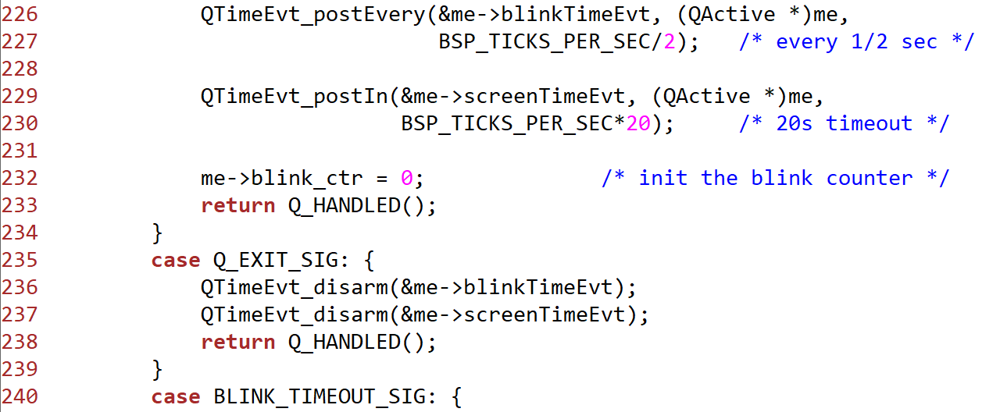 226             QTimeEvt_postEvery(&me->blinkTimeEvt, (QActive *)me,
227                                BSP_TICKS_PER_SEC/2);   /* every 1/2 sec */
228
229             QTimeEvt_postIn(&me->screenTimeEvt, (QActive *)me,
230                             BSP_TICKS_PER_SEC*20);     /* 20s timeout */
231
232             me->blink_ctr = 0;              /* init the blink counter */
233             return Q_HANDLED();
234         }
235         case Q_EXIT_SIG: {
236             QTimeEvt_disarm(&me->blinkTimeEvt);
237             QTimeEvt_disarm(&me->screenTimeEvt);
238             return Q_HANDLED();
239         }
240         case BLINK_TIMEOUT_SIG: {